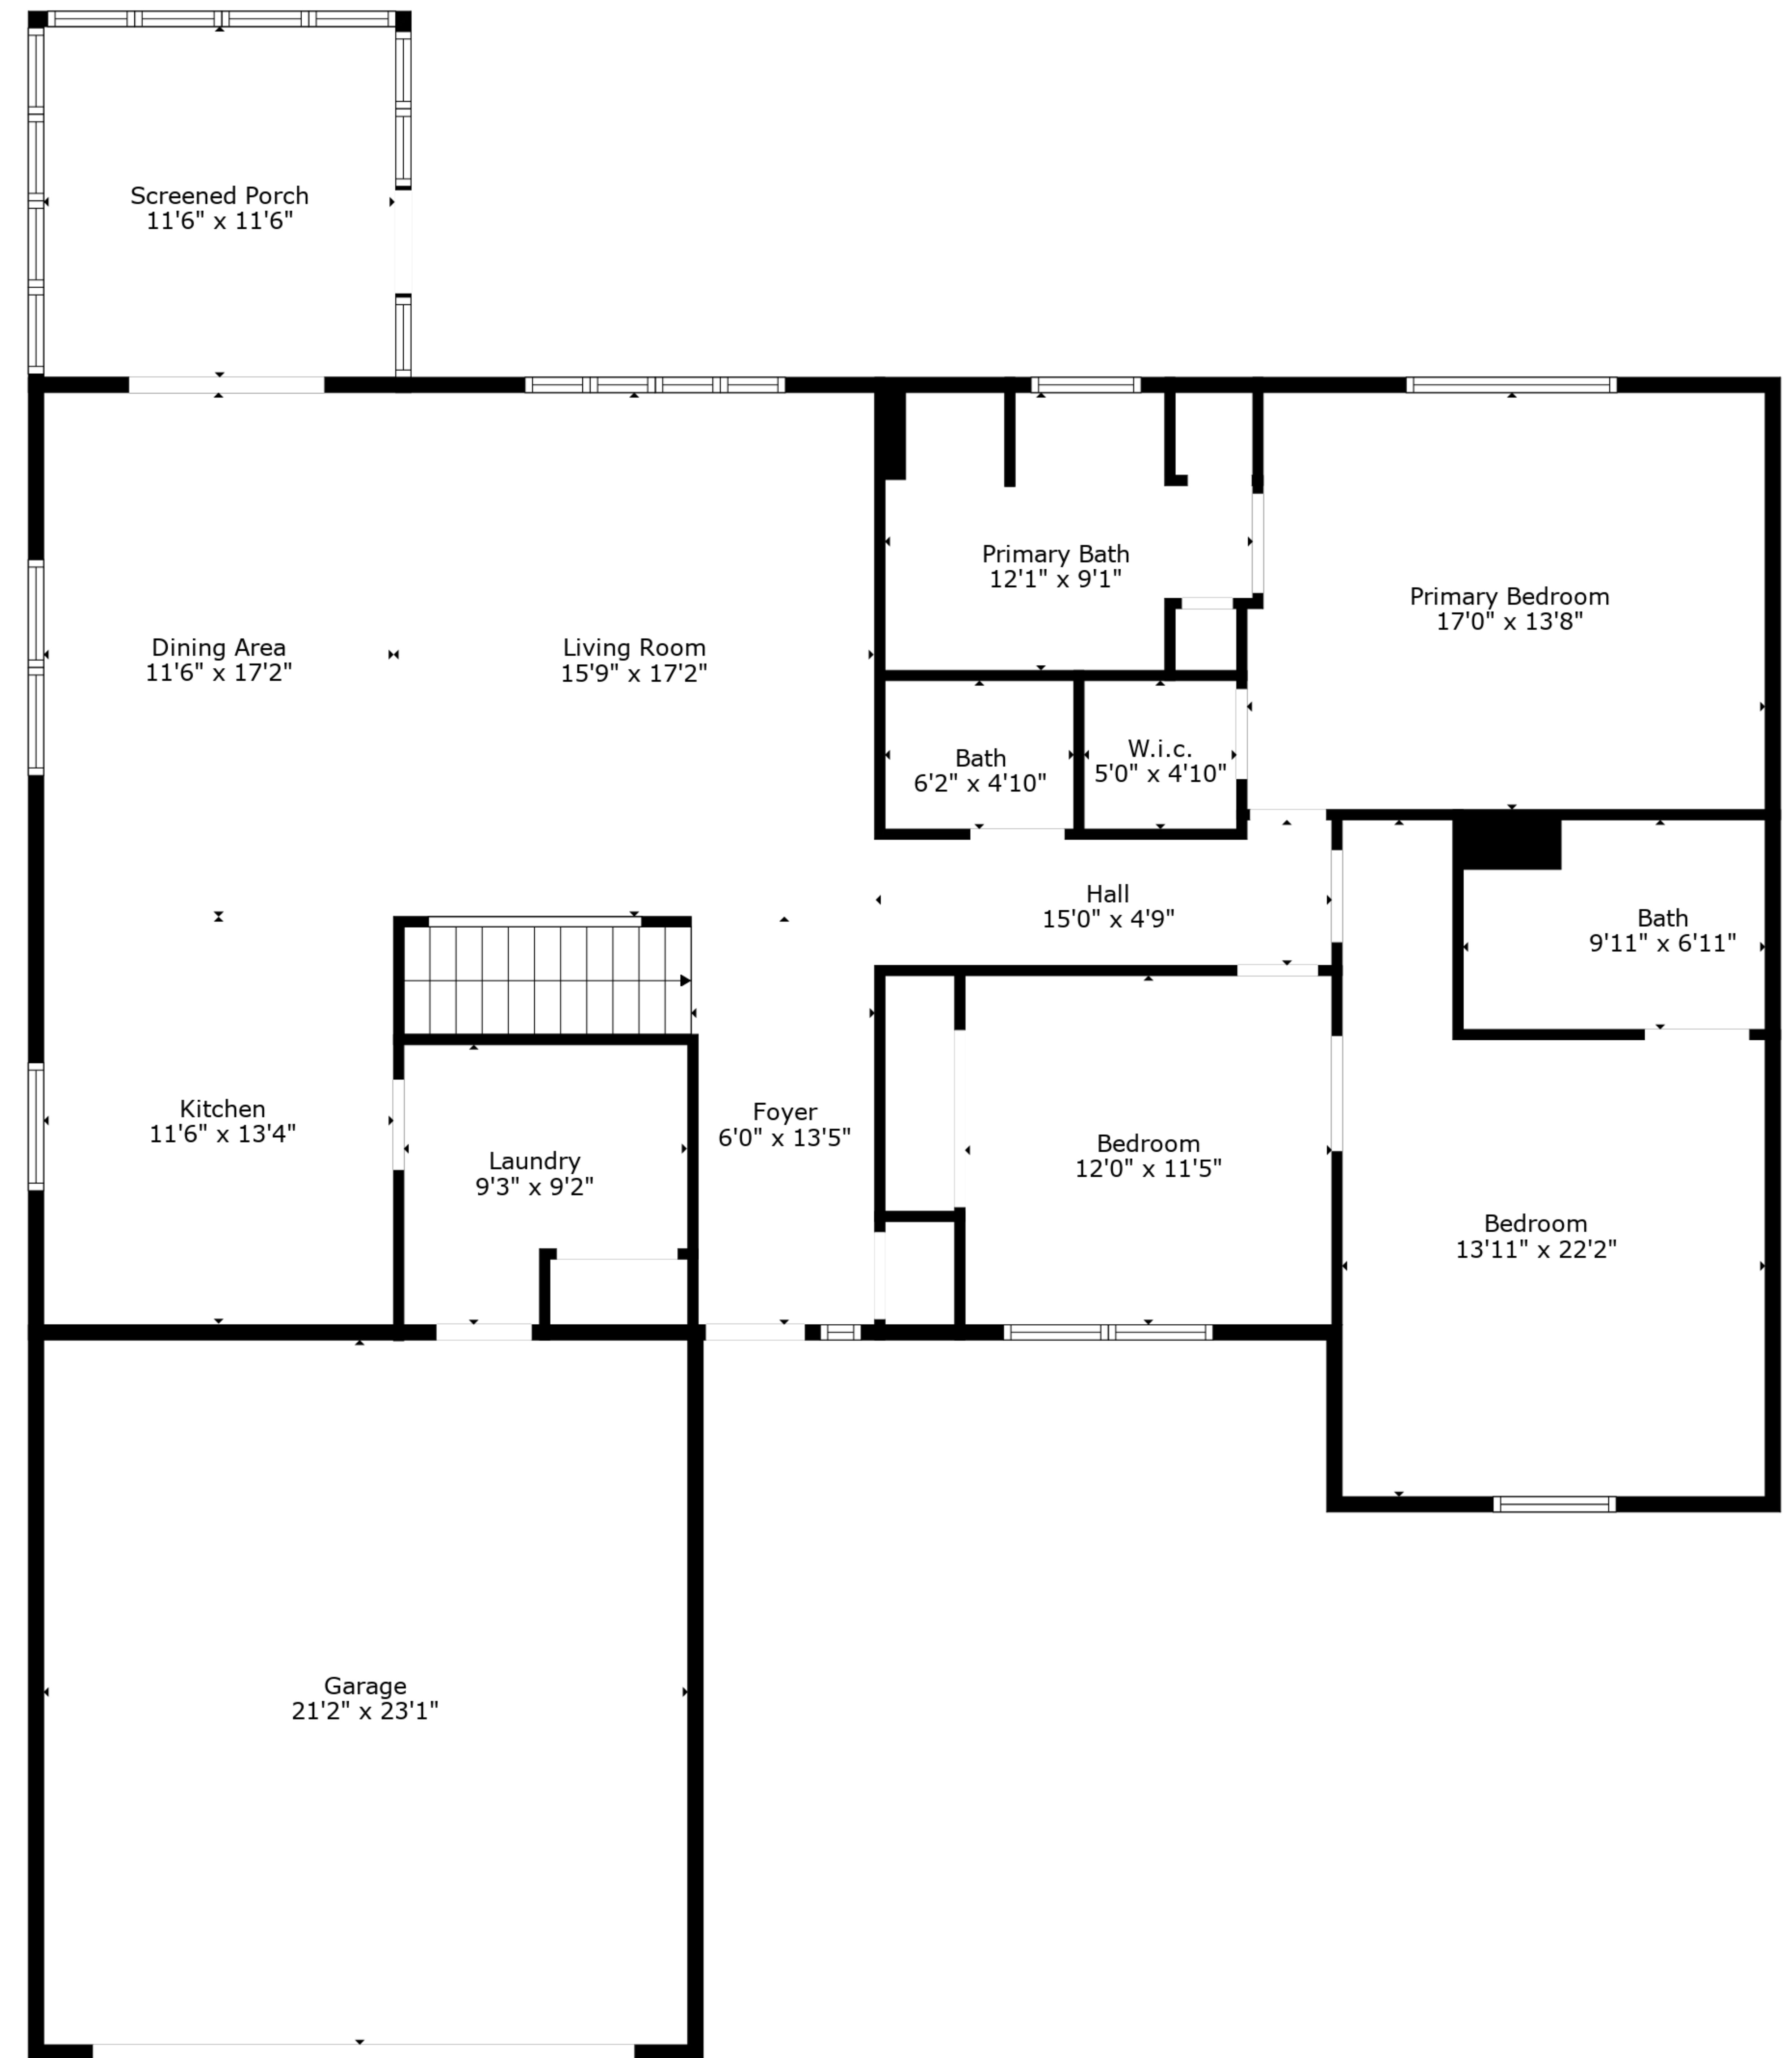 Screened Porch
11'6" x 11'6"
Primary Bath
12'1" x 9'1"
Primary Bedroom
17'0" x 13'8"
Dining Area
11'6" x 17'2"
Living Room
15'9" x 17'2"
Bath
6'2" x 4'10"
W.i.c.
5'0" x 4'10"
Hall
15'0" x 4'9"
Bath
9'11" x 6'11"
Kitchen
11'6" x 13'4"
Foyer
6'0" x 13'5"
Laundry
9'3" x 9'2"
Bedroom
12'0" x 11'5"
Bedroom
13'11" x 22'2"
Garage
21'2" x 23'1"